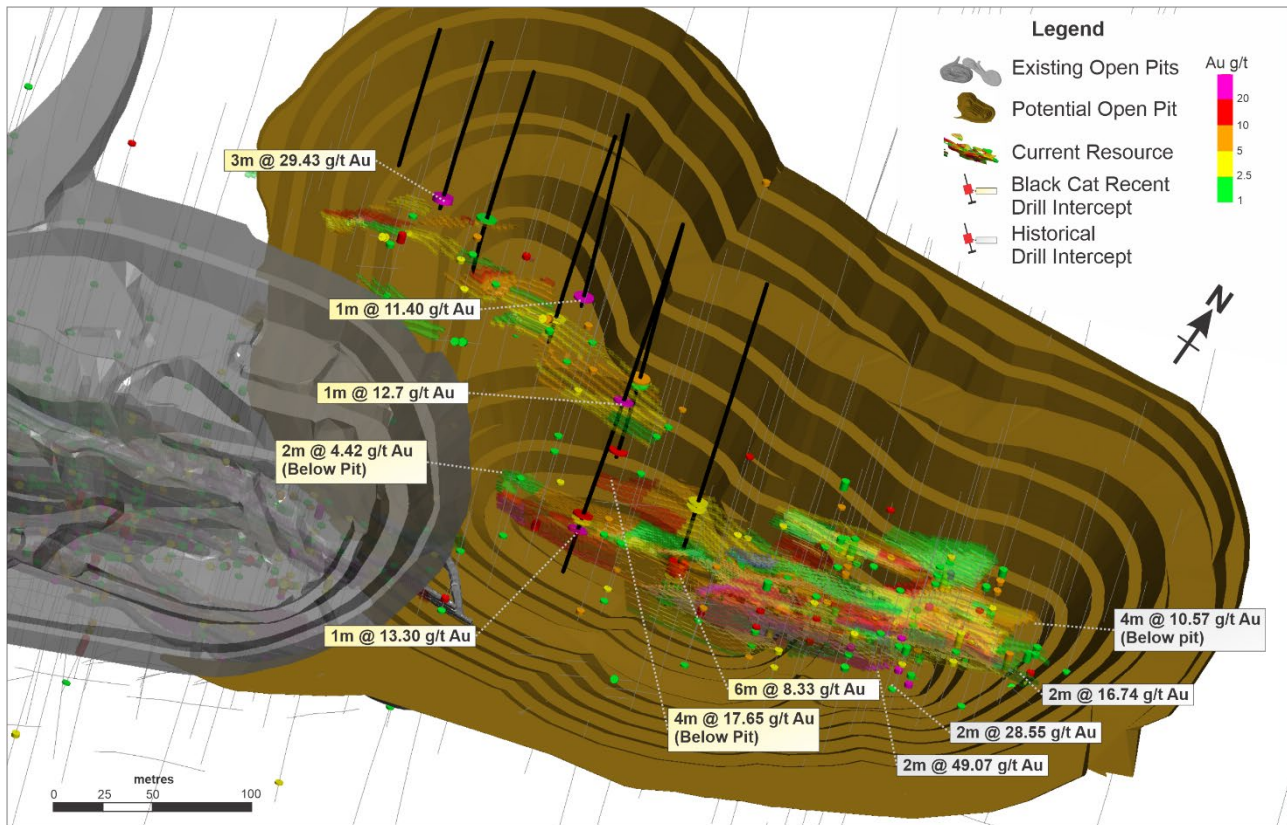 Legend
Existing Open Pits
Potential Open Pit
Current Resource
Black Cat Recent
Drill Intercept
Historical
Drill Intercept
Au g/t
20
10
5
2.5
1
N
3m @ 29.43 g/t Au
1m @ 11.40 g/t Au
1m @ 12.7 g/t Au
2m @ 4.42 g/t Au
(Below Pit)
1m @ 13.30 g/t Au
6m @ 8.33 g/t Au
4m @ 17.65 g/t Au
(Below Pit)
4m @ 10.57 g/t Au
(Below pit)
2m @ 16.74 g/t Au
2m @ 28.55 g/t Au
2m @ 49.07 g/t Au
metres
0 25 50 100